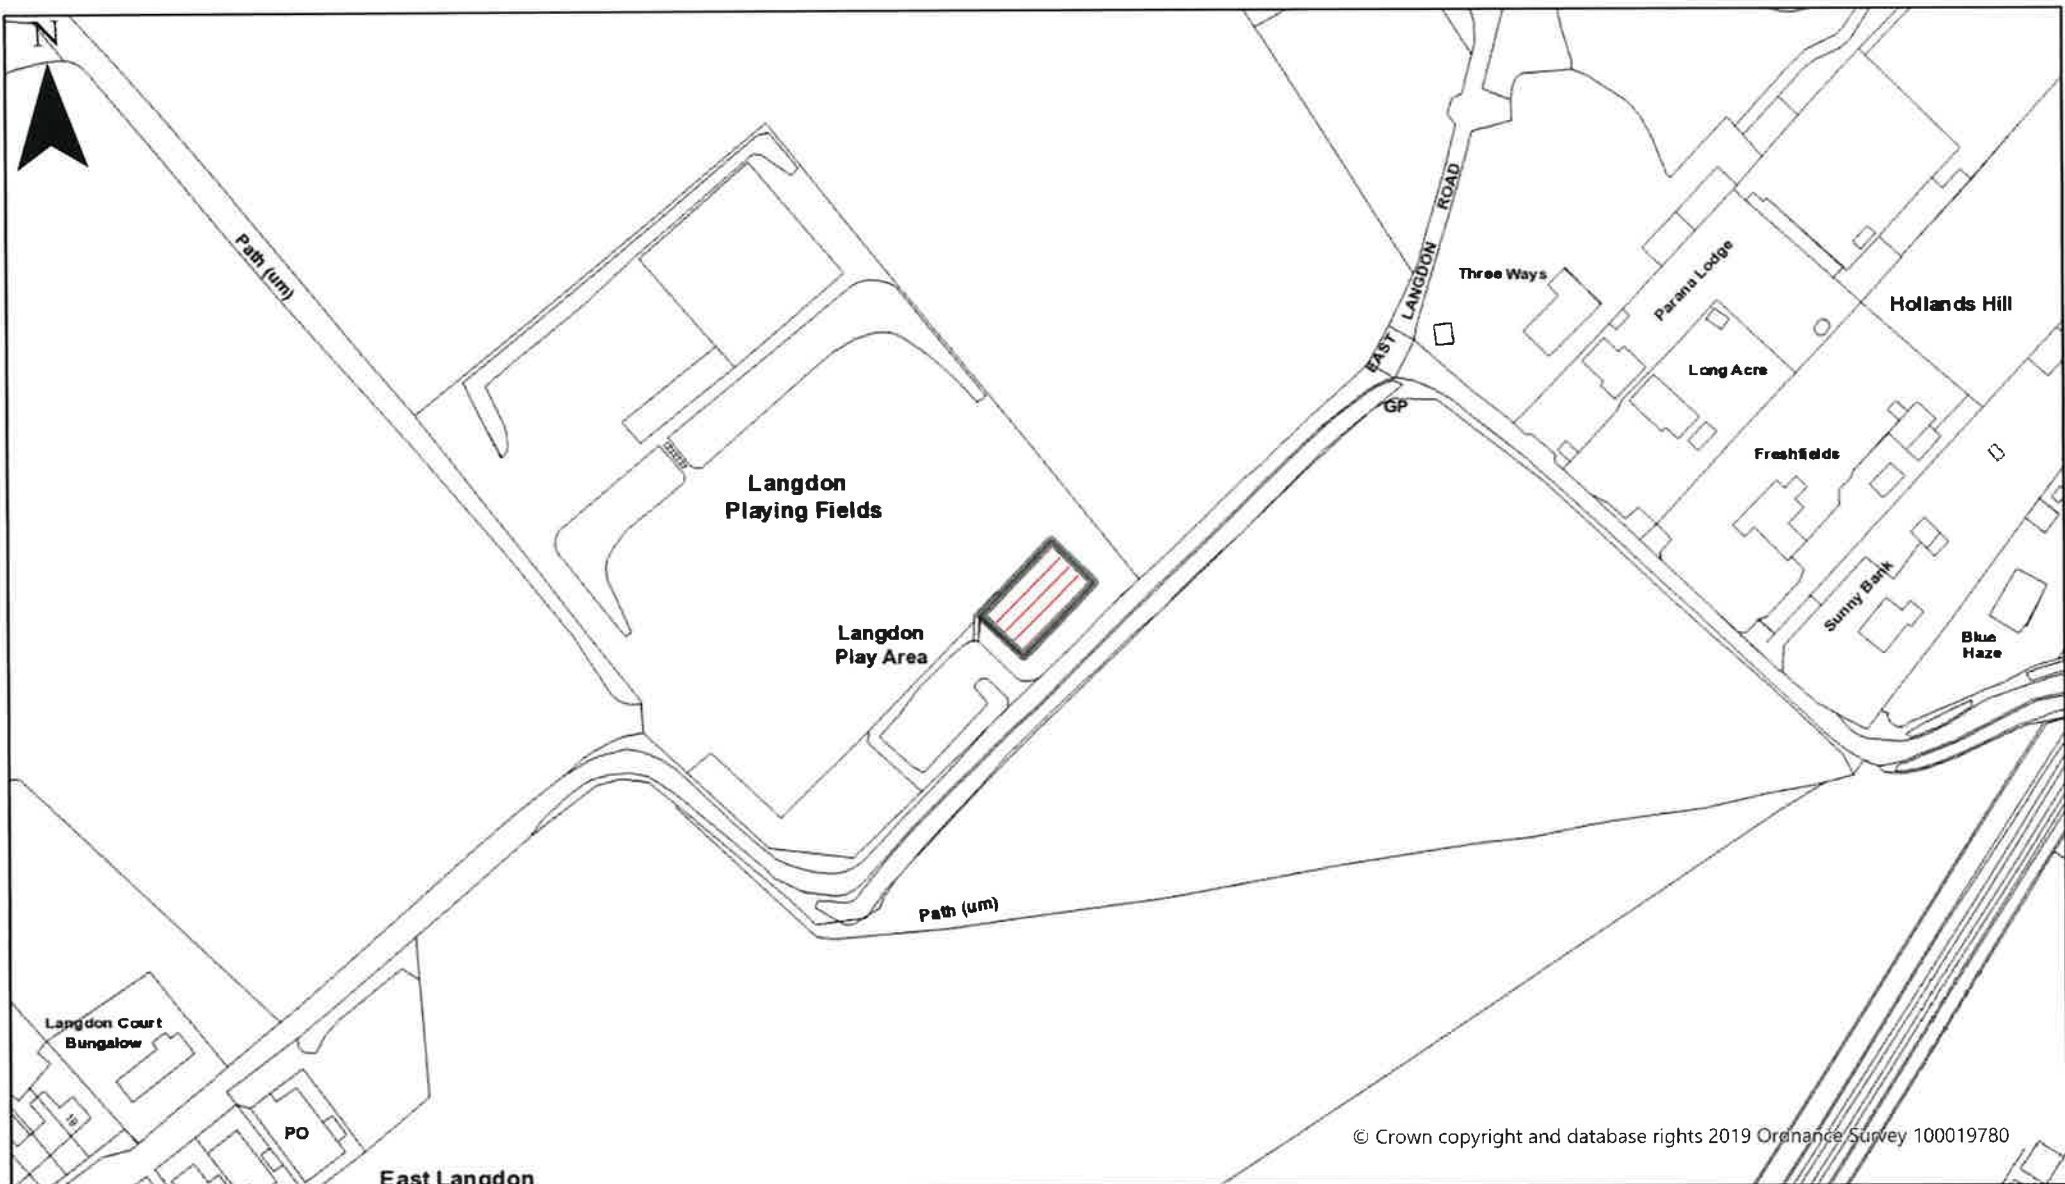 N
Path (um)
EAST LANGDON ROAD
Three Ways
Parana Lodge
Hollands Hill
Long Acre
GP
Freshfields
Langdon
Playing Fields
Sunny Bank
Langdon
Play Area
Blue
Haze
Path (um)
Langdon Court
Bungalow
19
PO
© Crown copyright and database rights 2019 Ordnance Survey 100019780
East Langdon